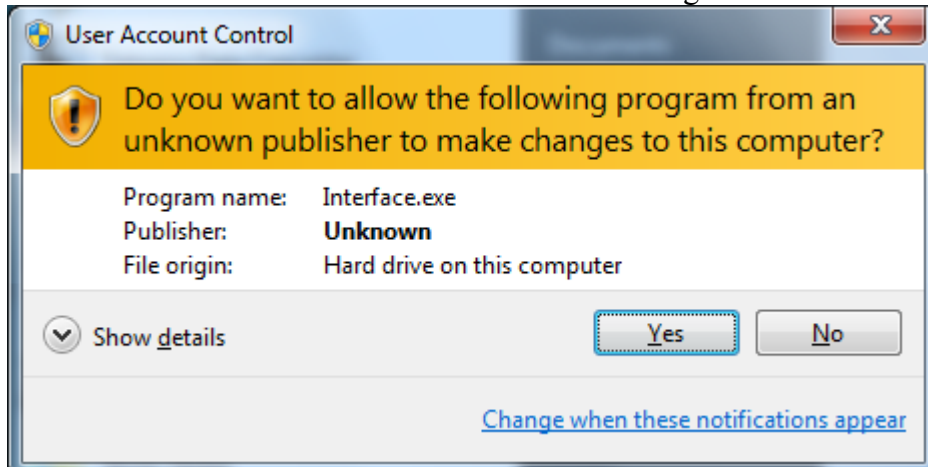 User Account Control
Do you want to allow the following program from an
unknown publisher to make changes to this computer?
Program name: Interface.exe
Publisher: Unknown
File origin: Hard drive on this computer
Show details
Yes
No
Change when these notifications appear